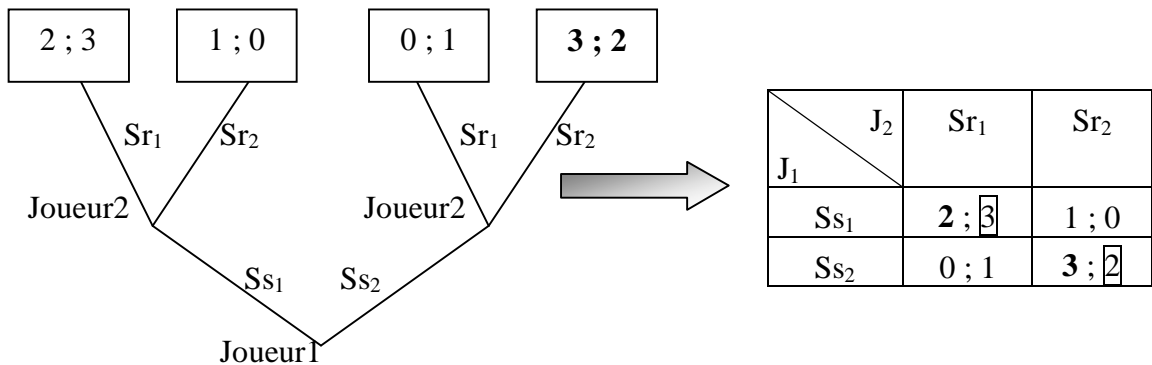 2 ; 3 1 ; 0 0 ; 1 3 ; 2
Sr₁ Sr₂ Sr₁ Sr₂
Joueur2 Joueur2
Ss₁ Ss₂
Joueur1
J₂ Sr₁ Sr₂
J₁
Ss₁ 2 ; 3 1 ; 0
Ss₂ 0 ; 1 3 ; 2